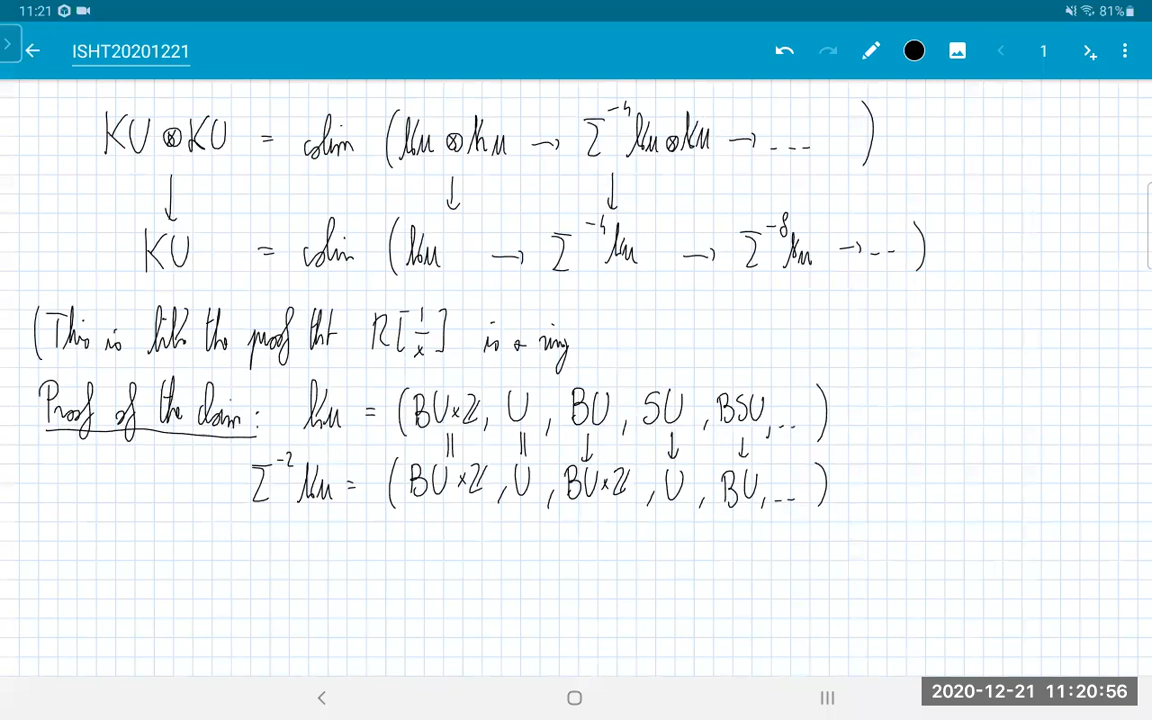 11:21
81%
ISHT20201221
1
KU ⊗ KU = colim (ku ⊗ ku → Σ⁻⁴ ku ⊗ ku → ... )
↓ ↓ ↓
KU = colim (ku → Σ⁻⁴ ku → Σ⁻⁸ ku → ... )
(This is like the proof tht R[1/x] is a ring
Proof of the claim: ku = (BU×ℤ, U, BU, SU, BSU, ... )
|| || ↓ ↓ ↓
Σ⁻² ku = (BU×ℤ, U, BU×ℤ, U, BU, ... )
2020-12-21 11:20:56